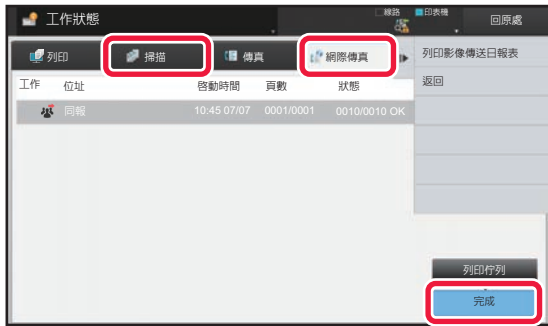 工作狀態
線路
印表機
回原處
列印
掃描
傳真
網際傳真
列印影像傳送日報表
返回
工作
位址
啓動時間
頁數
狀態
同報
10:45 07/07
0001/0001
0010/0010 OK
列印佇列
完成